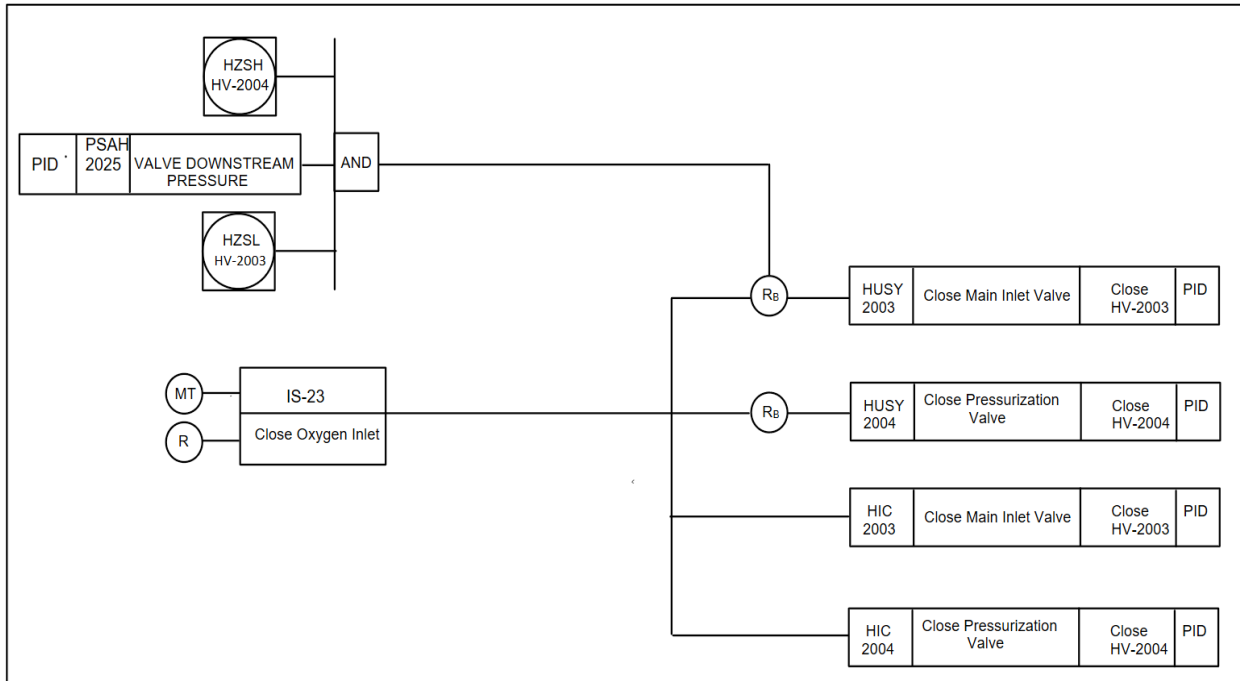 HZSH
HV-2004
PID
PSAH
2025
VALVE DOWNSTREAM
PRESSURE
AND
HZSL
HV-2003
RB
HUSY
2003
Close Main Inlet Valve
Close
HV-2003
PID
MT
R
IS-23
Close Oxygen Inlet
RB
HUSY
2004
Close Pressurization
Valve
Close
HV-2004
PID
HIC
2003
Close Main Inlet Valve
Close
HV-2003
PID
HIC
2004
Close Pressurization
Valve
Close
HV-2004
PID